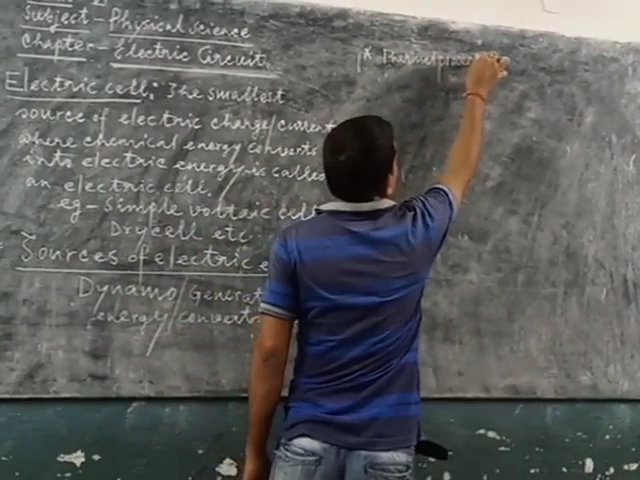 Subject - Physical science
Chapter - Electric Circuit
Electric cell: The smallest
source of electric charge/current
where chemical energy converts
into electric energy is called
an electric cell.
eg - Simple voltaic cell
Dry cell etc.
Sources of electric
Dynamo/Generat
energy converts
* Thermal